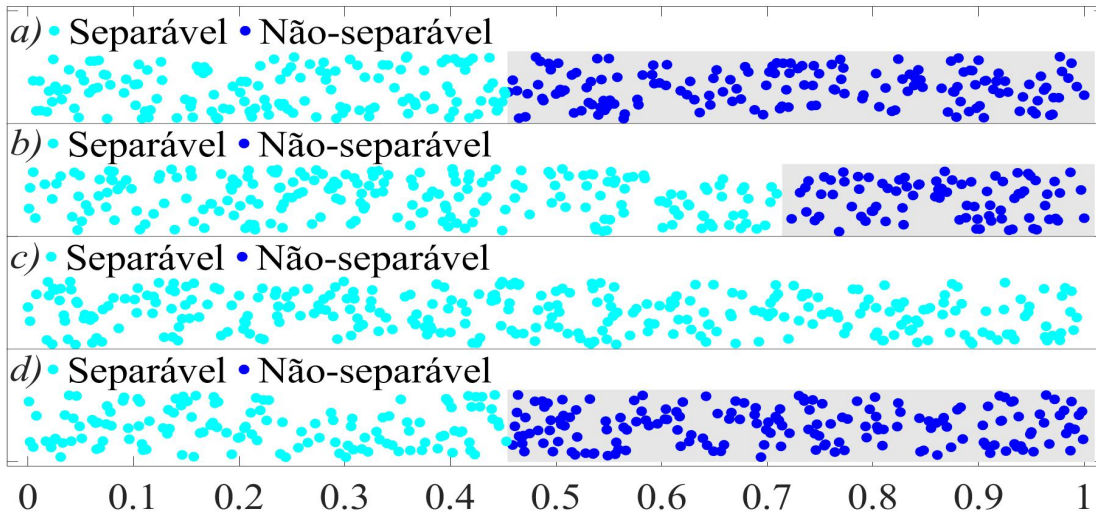 a) Separável Não-separável
b) Separável Não-separável
c) Separável Não-separável
d) Separável Não-separável
0 0.1 0.2 0.3 0.4 0.5 0.6 0.7 0.8 0.9 1